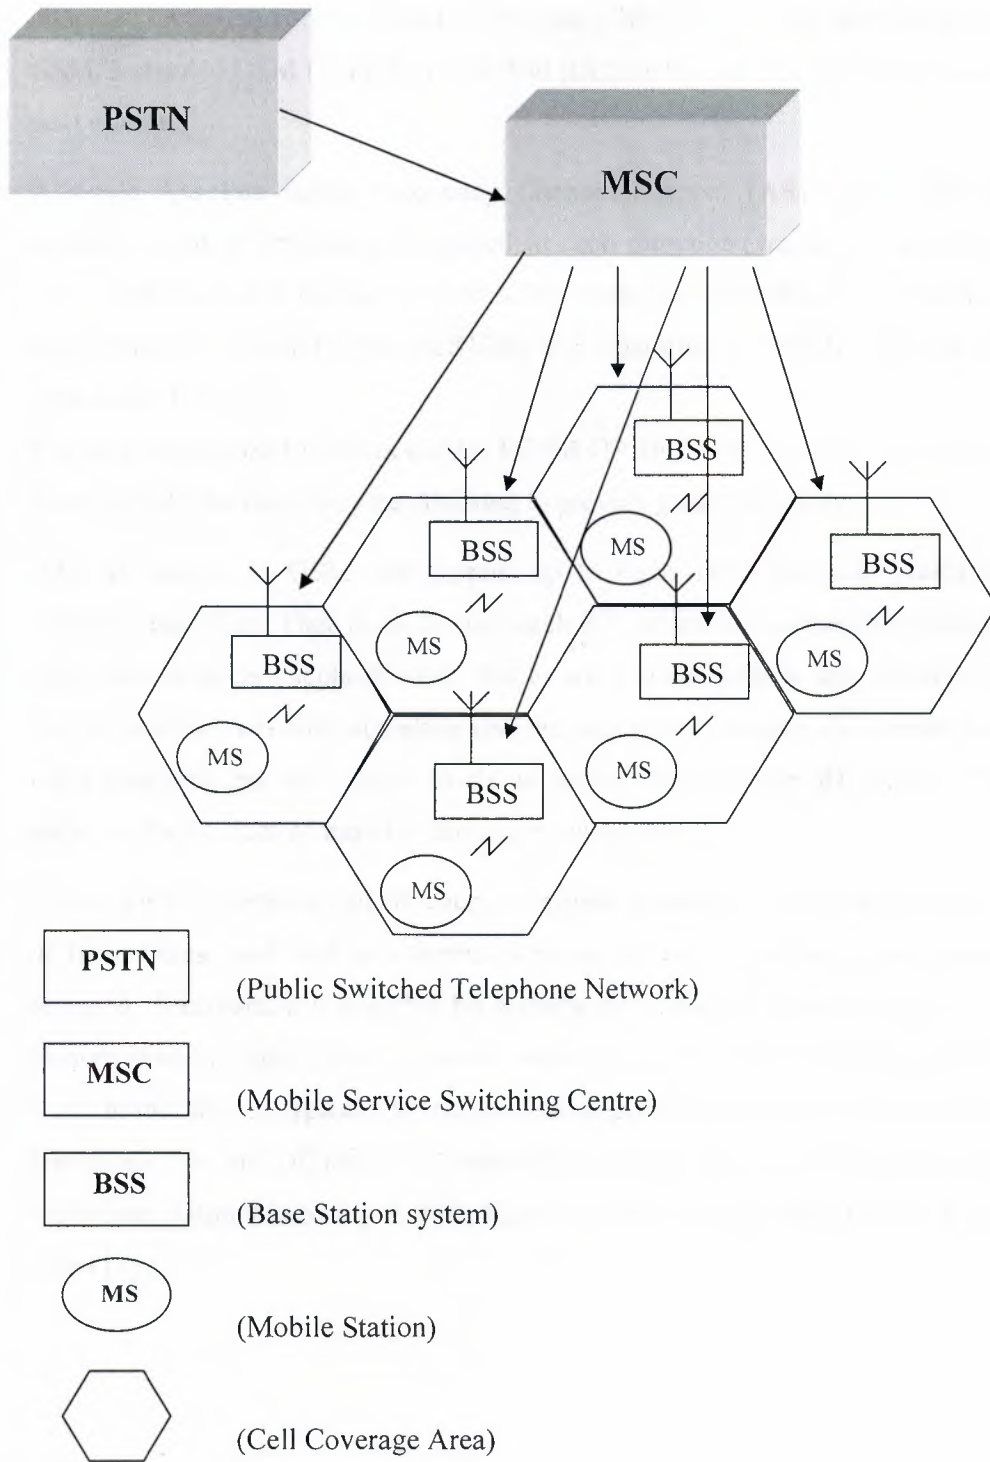 PSTN
MSC
BSS
BSS
MS
BSS
BSS
MS
BSS
MS
MS
MS
BSS
MS
PSTN
(Public Switched Telephone Network)
MSC
(Mobile Service Switching Centre)
BSS
(Base Station system)
MS
(Mobile Station)
(Cell Coverage Area)